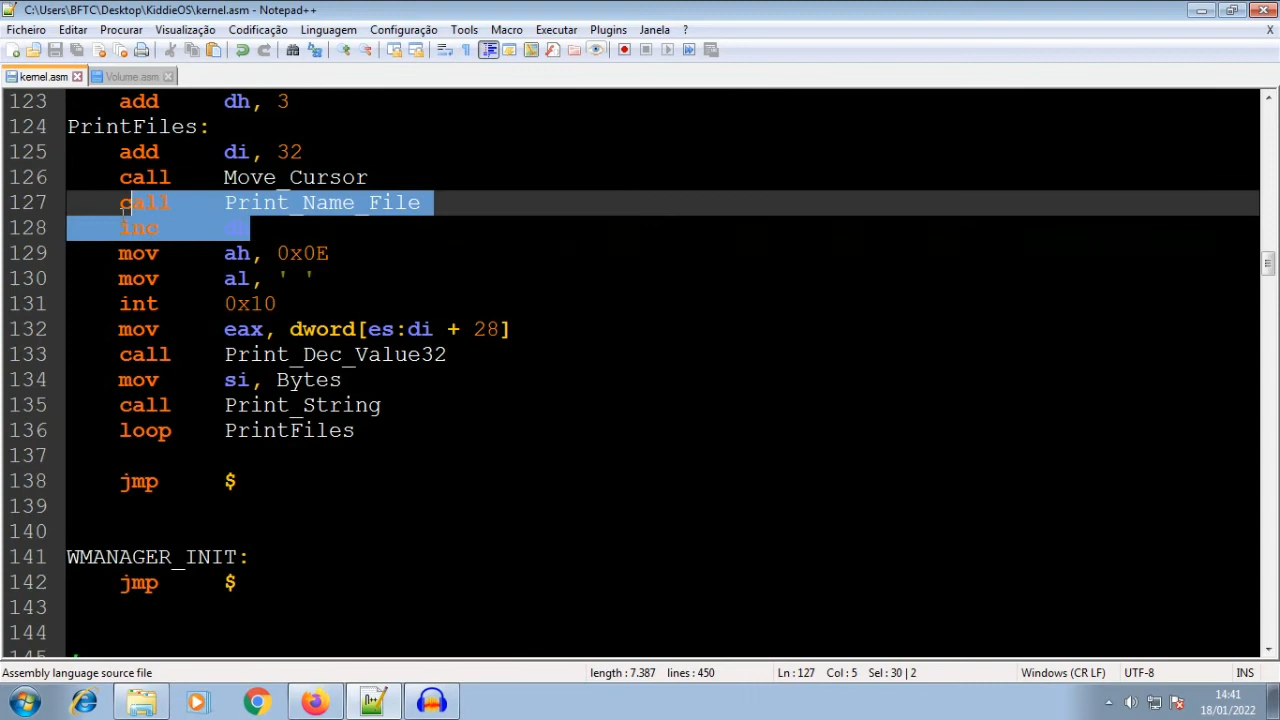 C:\Users\BFTC\Desktop\KiddieOS\kernel.asm - Notepad++
Ficheiro Editar Procurar Visualização Codificação Linguagem Configuração Tools Macro Executar Plugins Janela ? X
kernel.asm Volume.asm
123 add dh, 3
124 PrintFiles:
125 add di, 32
126 call Move_Cursor
127 call Print_Name_File
128 inc
129 mov ah, 0x0E
130 mov al, ' '
131 int 0x10
132 mov eax, dword[es:di + 28]
133 call Print_Dec_Value32
134 mov si, Bytes
135 call Print_String
136 loop PrintFiles
137
138 jmp $
139
140
141 WMANAGER_INIT:
142 jmp $
143
144
145
Assembly language source file length : 7.387 lines : 450 Ln : 127 Col : 5 Sel : 30 | 2 Windows (CR LF) UTF-8 INS
14:41
18/01/2022